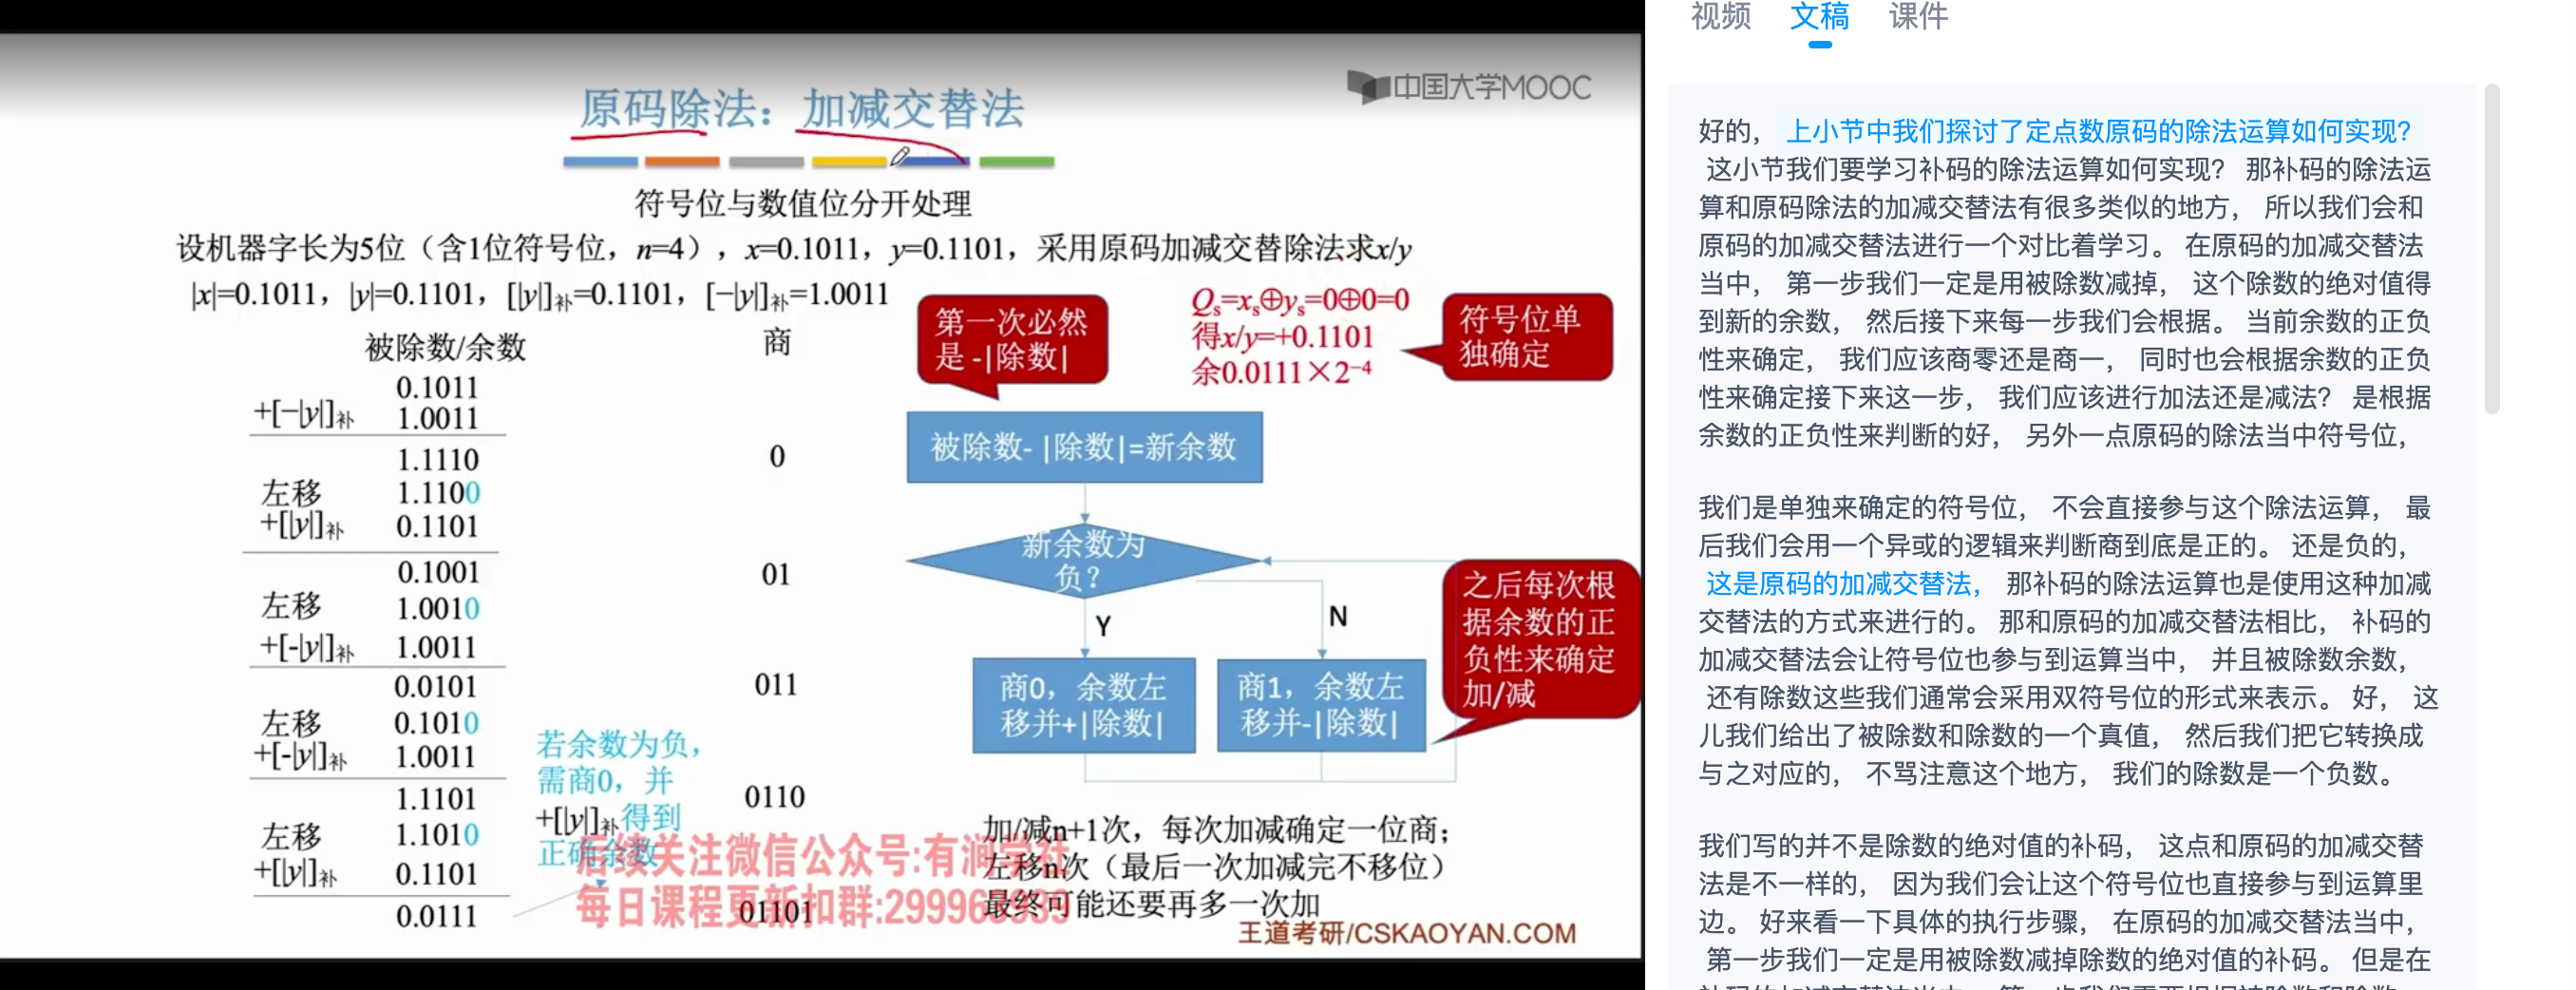 原码除法：加减交替法
中国大学MOOC
符号位与数值位分开处理
设机器字长为5位（含1位符号位，n=4），x=0.1011，y=0.1101，采用原码加减交替除法求x/y
|x|=0.1011，|y|=0.1101，[|y|]补=0.1101，[−|y|]补=1.0011
被除数/余数
商
0.1011
+[−|y|]补 1.0011
1.1110 0
左移 1.1100
+[|y|]补 0.1101
0.1001 01
左移 1.0010
+[-|y|]补 1.0011
0.0101 011
左移 0.1010
+[-|y|]补 1.0011
1.1101 0110
左移 1.1010
+[|y|]补 0.1101
0.0111 01101
若余数为负，
需商0，并
+[|y|]补得到
正确余数
第一次必然
是 -|除数|
Qs=xs⊕ys=0⊕0=0
得x/y=+0.1101
余0.0111×2−4
符号位单
独确定
被除数- |除数|=新余数
新余数为
负？
Y
N
商0，余数左
移并+|除数|
商1，余数左
移并-|除数|
之后每次根
据余数的正
负性来确定
加/减
加/减n+1次，每次加减确定一位商；
左移n次（最后一次加减完不移位）
最终可能还要再多一次加
后续关注微信公众号:有涧学社
王道考研/CSKAOYAN.COM
视频 文稿 课件
好的， 上小节中我们探讨了定点数原码的除法运算如何实现？
这小节我们要学习补码的除法运算如何实现？ 那补码的除法运
算和原码除法的加减交替法有很多类似的地方， 所以我们会和
原码的加减交替法进行一个对比着学习。 在原码的加减交替法
当中， 第一步我们一定是用被除数减掉， 这个除数的绝对值得
到新的余数， 然后接下来每一步我们会根据。 当前余数的正负
性来确定， 我们应该商零还是商一， 同时也会根据余数的正负
性来确定接下来这一步， 我们应该进行加法还是减法？ 是根据
余数的正负性来判断的好， 另外一点原码的除法当中符号位，
我们是单独来确定的符号位， 不会直接参与这个除法运算， 最
后我们会用一个异或的逻辑来判断商到底是正的。 还是负的，
这是原码的加减交替法， 那补码的除法运算也是使用这种加减
交替法的方式来进行的。 那和原码的加减交替法相比， 补码的
加减交替法会让符号位也参与到运算当中， 并且被除数余数，
还有除数这些我们通常会采用双符号位的形式来表示。 好， 这
儿我们给出了被除数和除数的一个真值， 然后我们把它转换成
与之对应的， 不骂注意这个地方， 我们的除数是一个负数。
我们写的并不是除数的绝对值的补码， 这点和原码的加减交替
法是不一样的， 因为我们会让这个符号位也直接参与到运算里
边。 好来看一下具体的执行步骤， 在原码的加减交替法当中，
第一步我们一定是用被除数减掉除数的绝对值的补码。 但是在